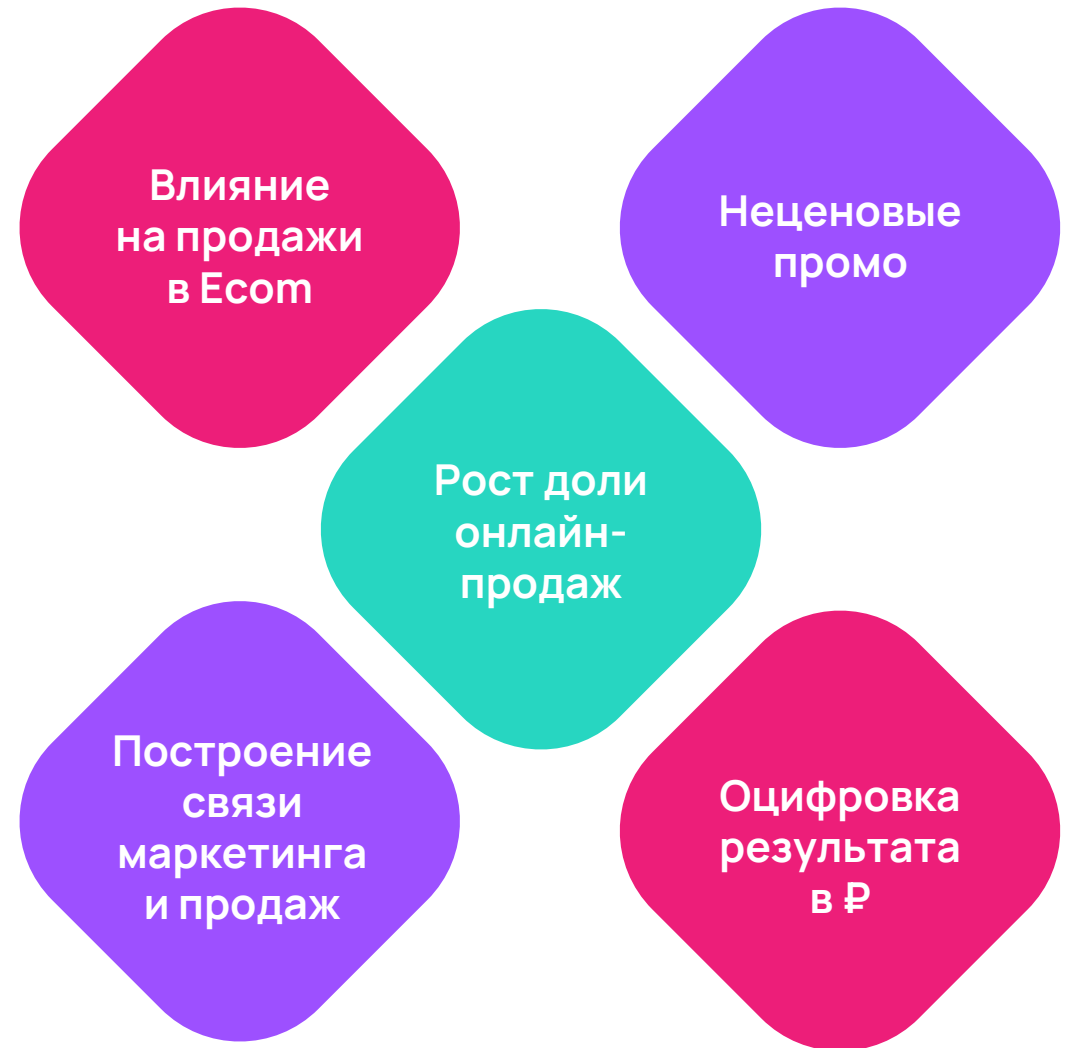 Влияние
на продажи
в Ecom
Неценовые
промо
Рост доли
онлайн-
продаж
Построение
связи
маркетинга
и продаж
Оцифровка
результата
в ₽